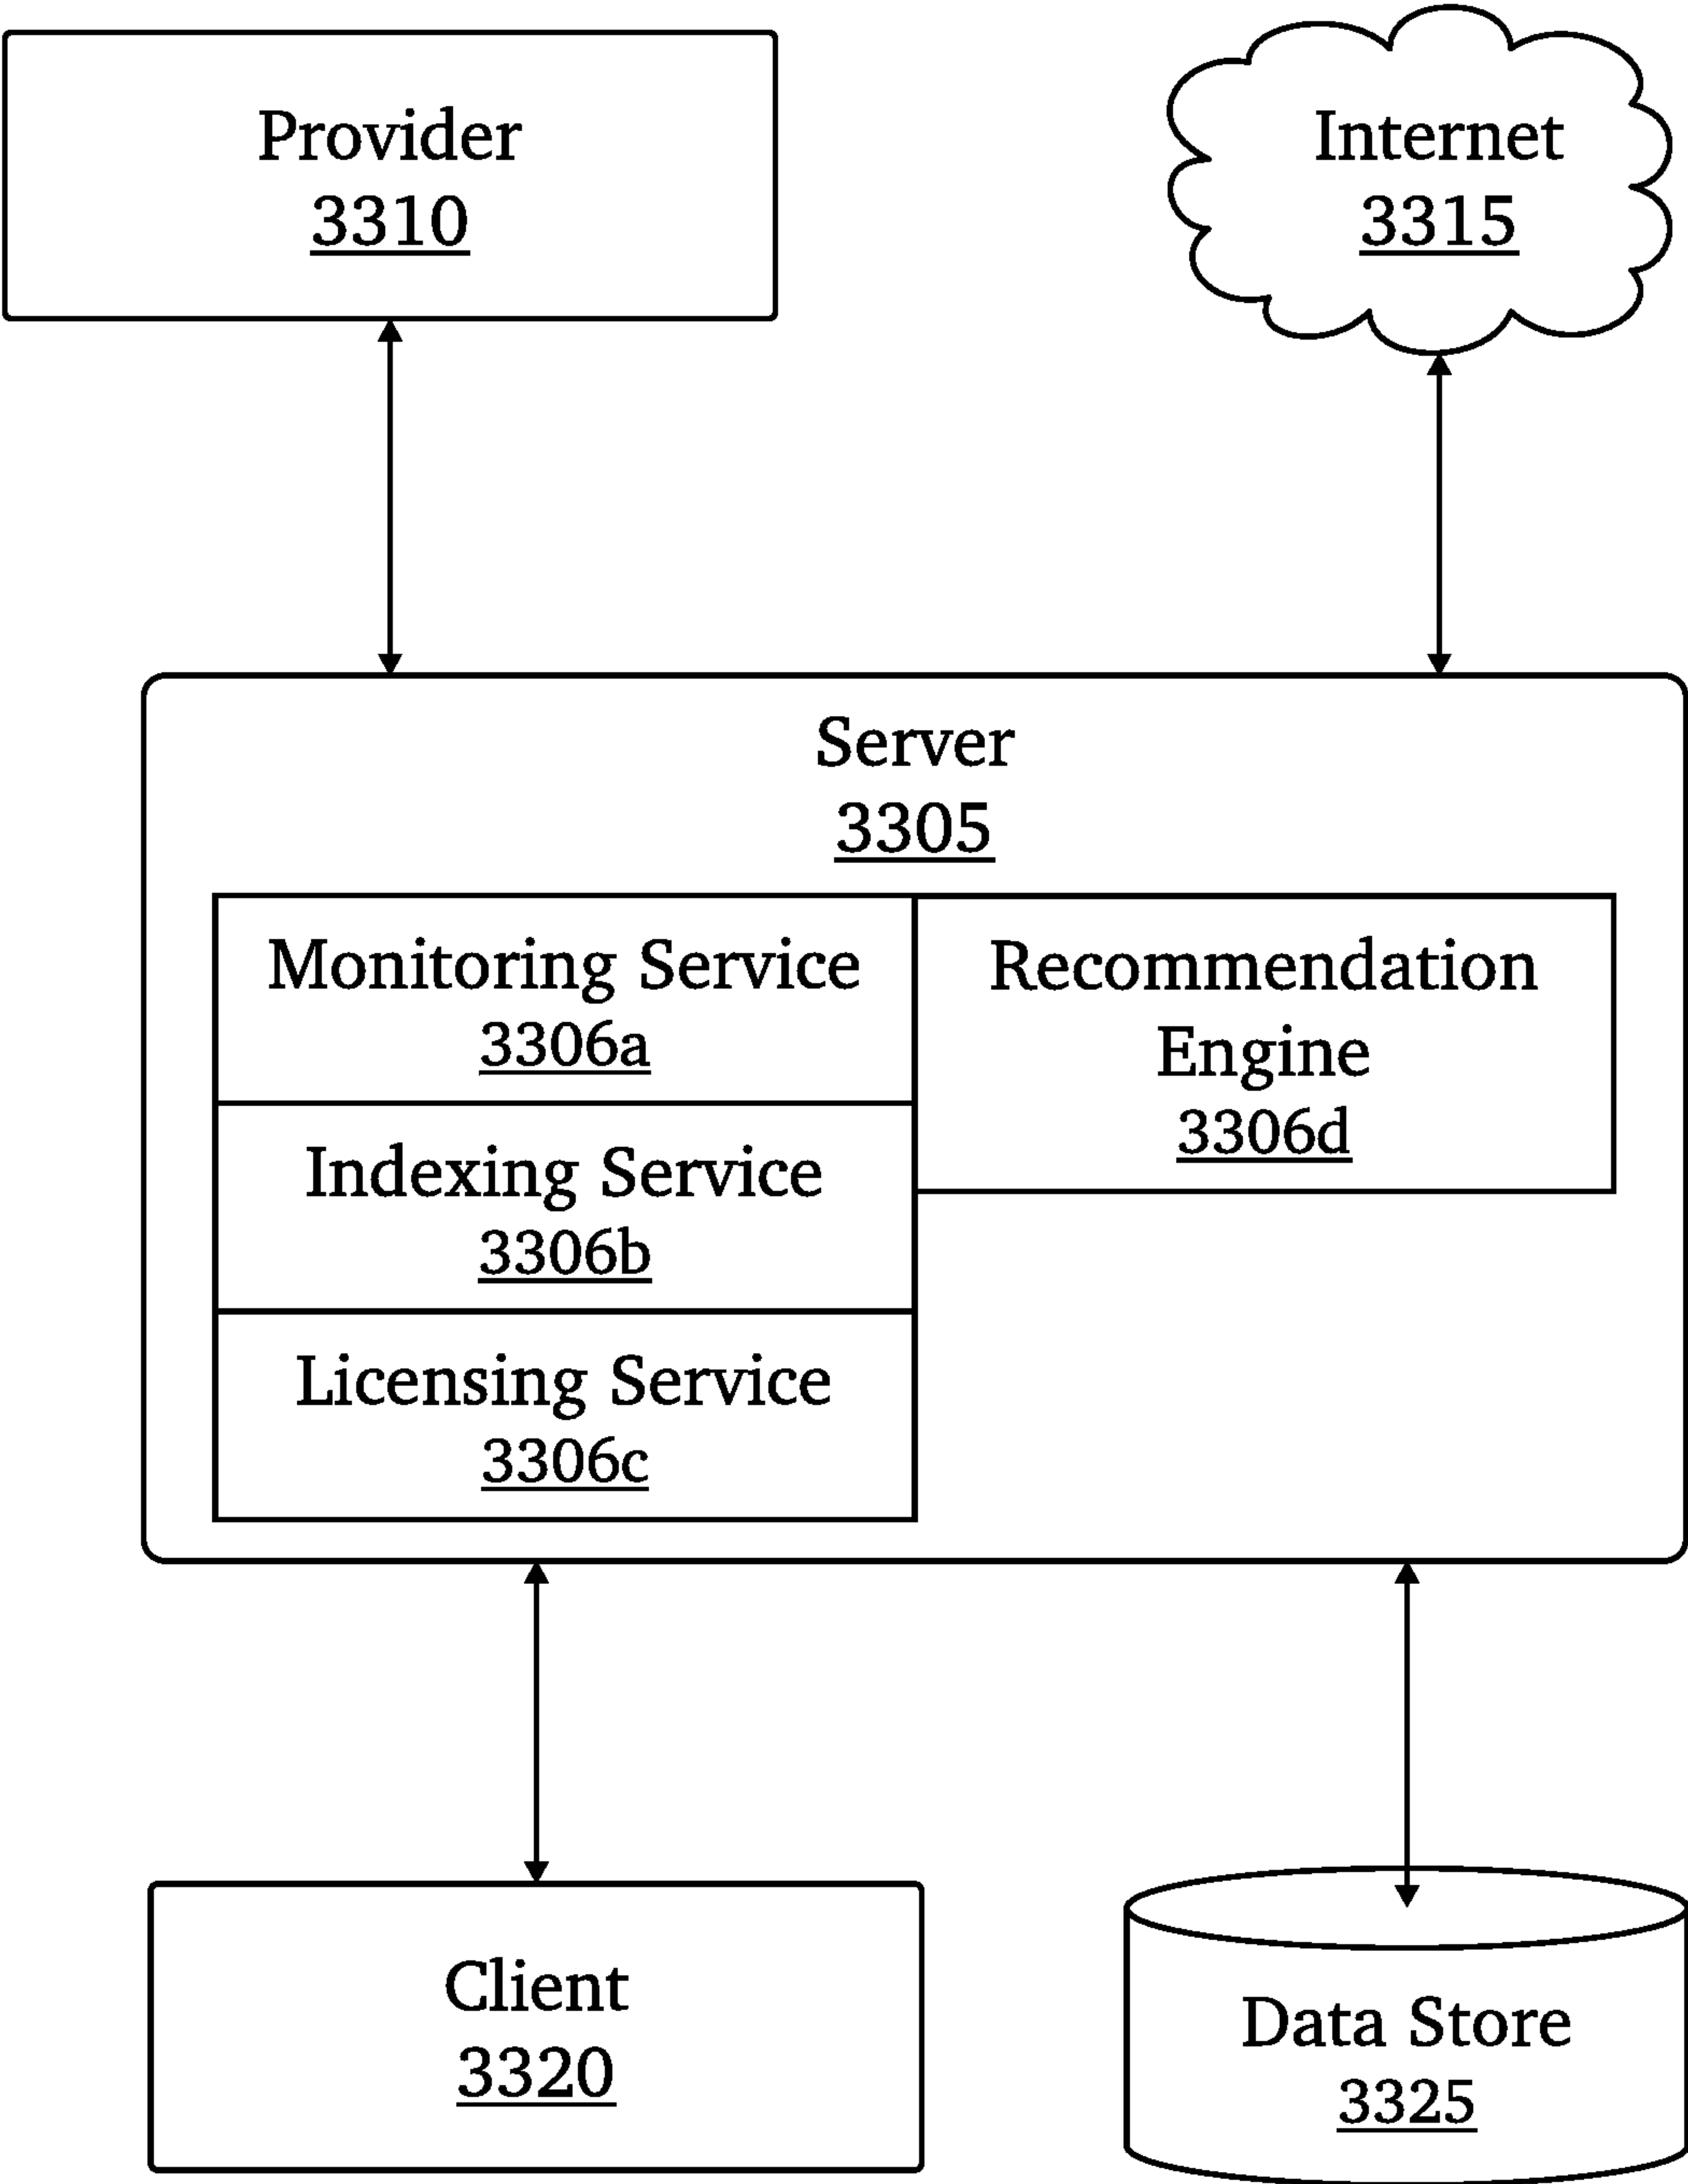 Provider
3310
Internet
3315
Server
3305
Monitoring Service
3306a
Indexing Service
3306b
Licensing Service
3306c
Recommendation
Engine
3306d
Client
3320
Data Store
3325